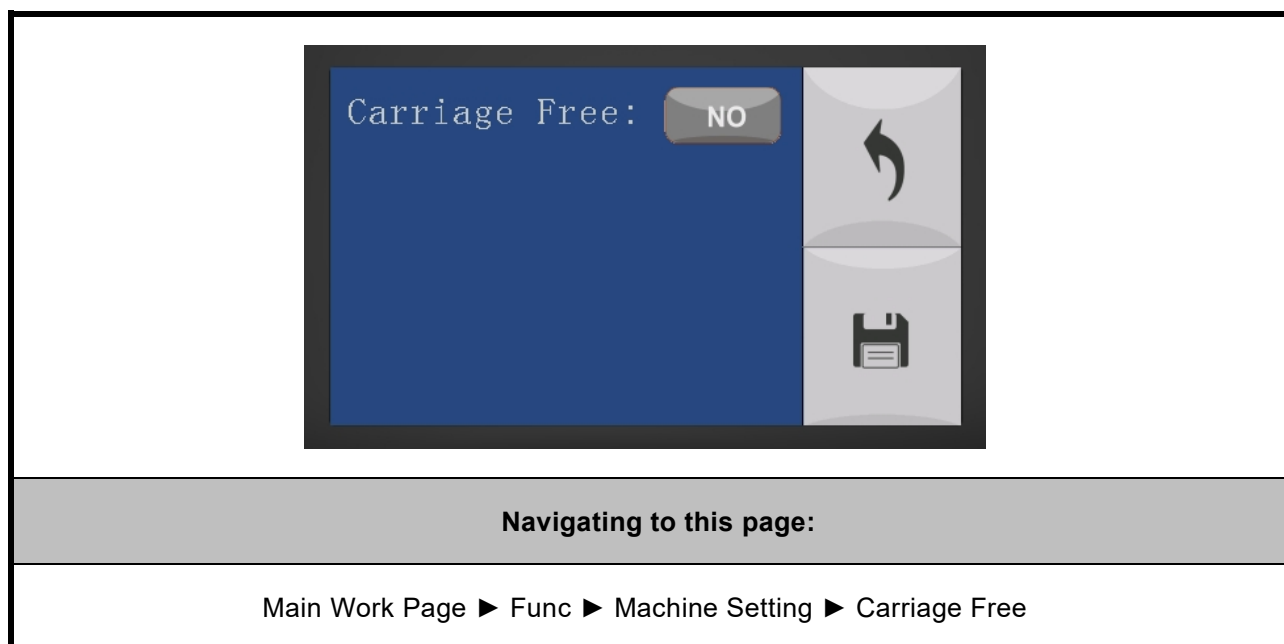 Carriage Free: NO
Navigating to this page:
Main Work Page ► Func ► Machine Setting ► Carriage Free